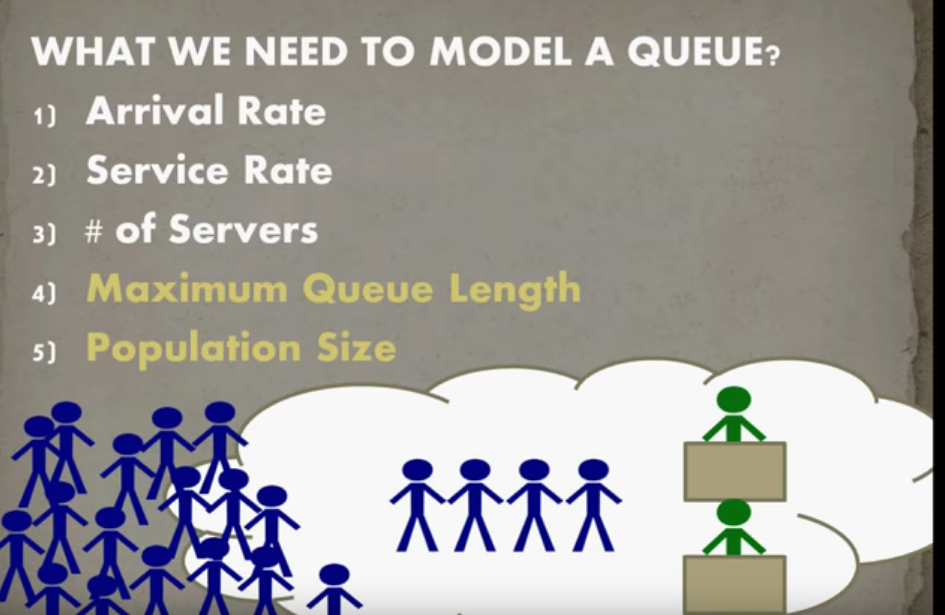 WHAT WE NEED TO MODEL A QUEUE?
1) Arrival Rate
2) Service Rate
3) # of Servers
4) Maximum Queue Length
5) Population Size